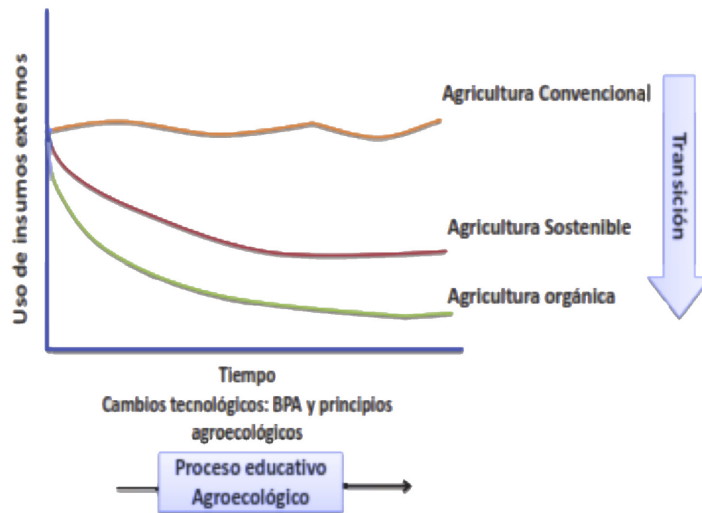 Uso de insumos externos
Agricultura Convencional
Transición
Agricultura Sostenible
Agricultura orgánica
Tiempo
Cambios tecnológicos: BPA y principios
agroecológicos
Proceso educativo
Agroecológico